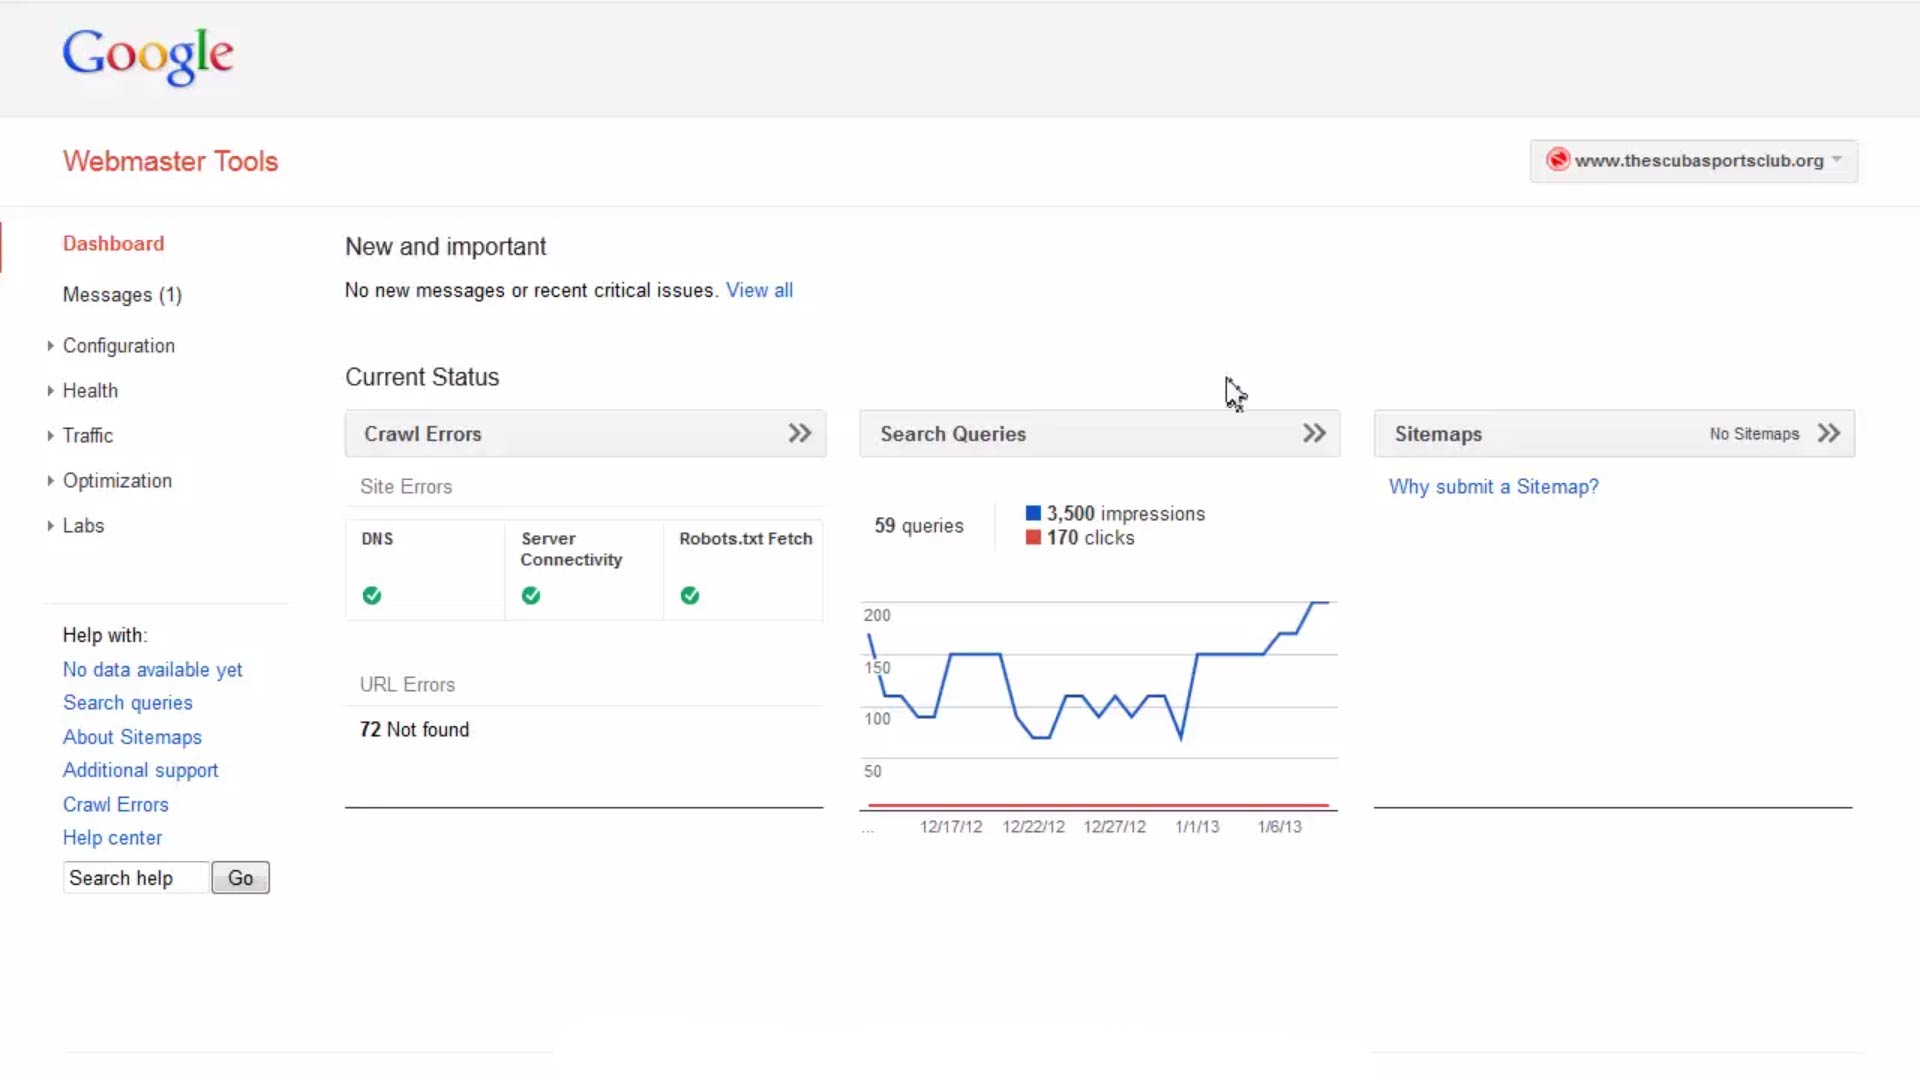 Google
Webmaster Tools
www.thescubasportsclub.org
Dashboard
Messages (1)
Configuration
Health
Traffic
Optimization
Labs
Help with:
No data available yet
Search queries
About Sitemaps
Additional support
Crawl Errors
Help center
Search help Go
New and important
No new messages or recent critical issues. View all
Current Status
Crawl Errors
Site Errors
DNS
Server Connectivity
Robots.txt Fetch
URL Errors
72 Not found
Search Queries
59 queries
3,500 impressions
170 clicks
200
150
100
50
... 12/17/12 12/22/12 12/27/12 1/1/13 1/6/13
Sitemaps No Sitemaps
Why submit a Sitemap?